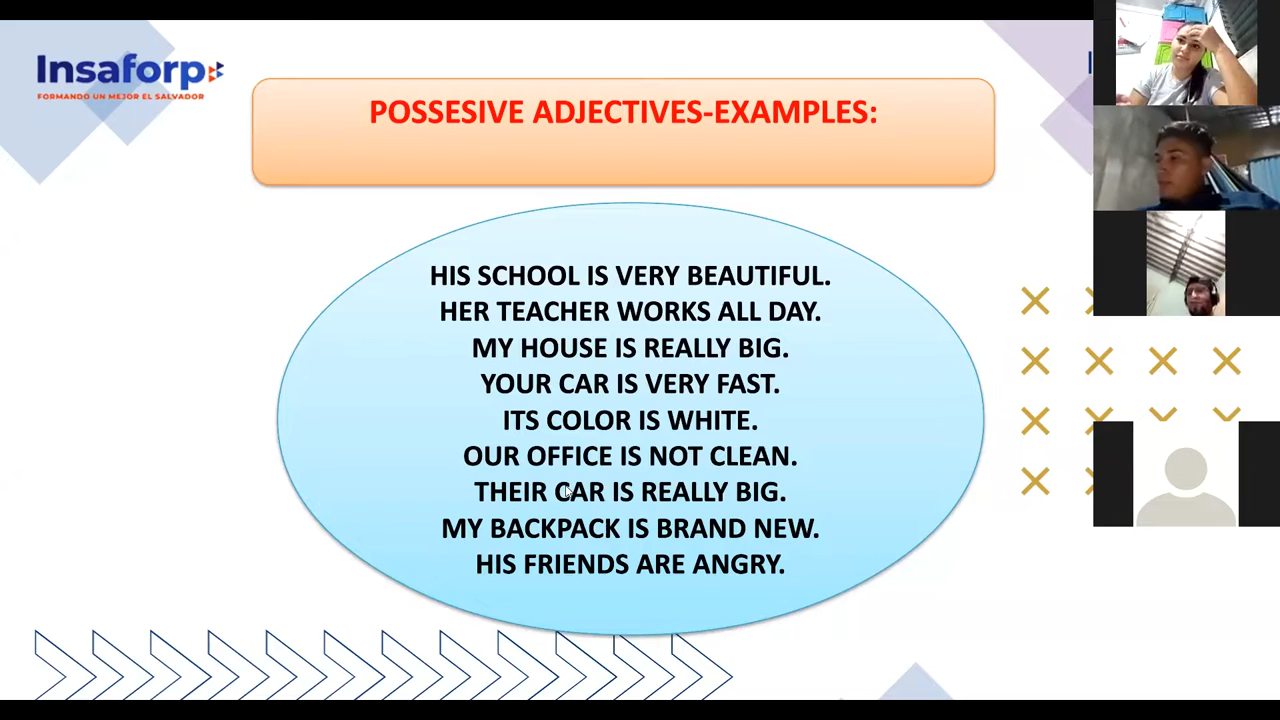 Insaforp
FORMANDO UN MEJOR EL SALVADOR
POSSESIVE ADJECTIVES-EXAMPLES:
HIS SCHOOL IS VERY BEAUTIFUL.
HER TEACHER WORKS ALL DAY.
MY HOUSE IS REALLY BIG.
YOUR CAR IS VERY FAST.
ITS COLOR IS WHITE.
OUR OFFICE IS NOT CLEAN.
THEIR CAR IS REALLY BIG.
MY BACKPACK IS BRAND NEW.
HIS FRIENDS ARE ANGRY.